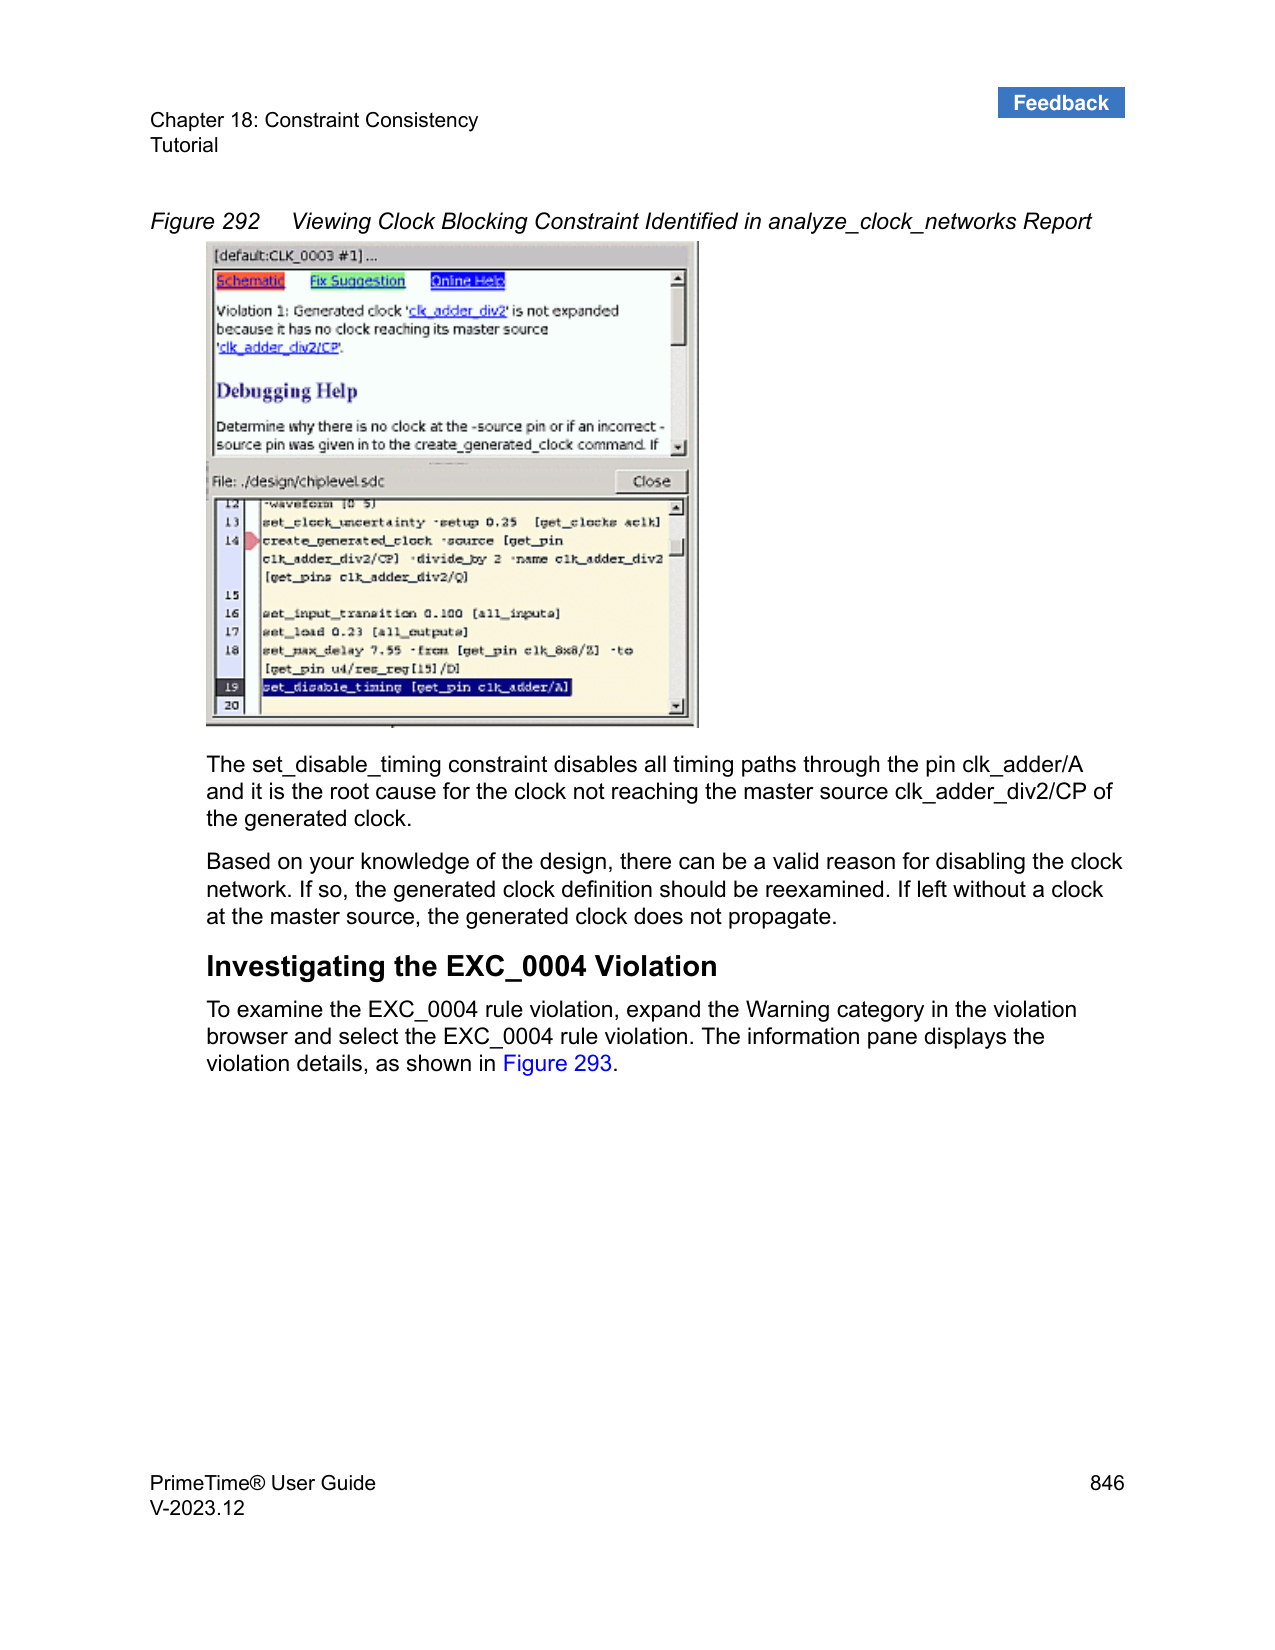 Feedback
Chapter 18: Constraint Consistency
Tutorial
Figure 292 Viewing Clock Blocking Constraint Identified in analyze_clock_networks Report
[default:CLK_0003 #1] ...
Schematic Fix Suggestion Online Help
Violation 1: Generated clock 'clk_adder_div2' is not expanded
because it has no clock reaching its master source
'clk_adder_div2/CP'.
Debugging Help
Determine why there is no clock at the -source pin or if an incorrect -
source pin was given in to the create_generated_clock command. If
File: ./design/chiplevel.sdc Close
12 -waveform {0 5}
13 set_clock_uncertainty -setup 0.25 [get_clocks aclk]
14 create_generated_clock -source [get_pin
clk_adder_div2/CP] -divide_by 2 -name clk_adder_div2
[get_pins clk_adder_div2/Q]
15
16 set_input_transition 0.100 [all_inputs]
17 set_load 0.23 [all_outputs]
18 set_max_delay 7.55 -from [get_pin clk_8x8/Z] -to
[get_pin u4/res_reg[15]/D]
19 set_disable_timing [get_pin clk_adder/A]
20
The set_disable_timing constraint disables all timing paths through the pin clk_adder/A
and it is the root cause for the clock not reaching the master source clk_adder_div2/CP of
the generated clock.
Based on your knowledge of the design, there can be a valid reason for disabling the clock
network. If so, the generated clock definition should be reexamined. If left without a clock
at the master source, the generated clock does not propagate.
Investigating the EXC_0004 Violation
To examine the EXC_0004 rule violation, expand the Warning category in the violation
browser and select the EXC_0004 rule violation. The information pane displays the
violation details, as shown in Figure 293.
PrimeTime® User Guide 846
V-2023.12